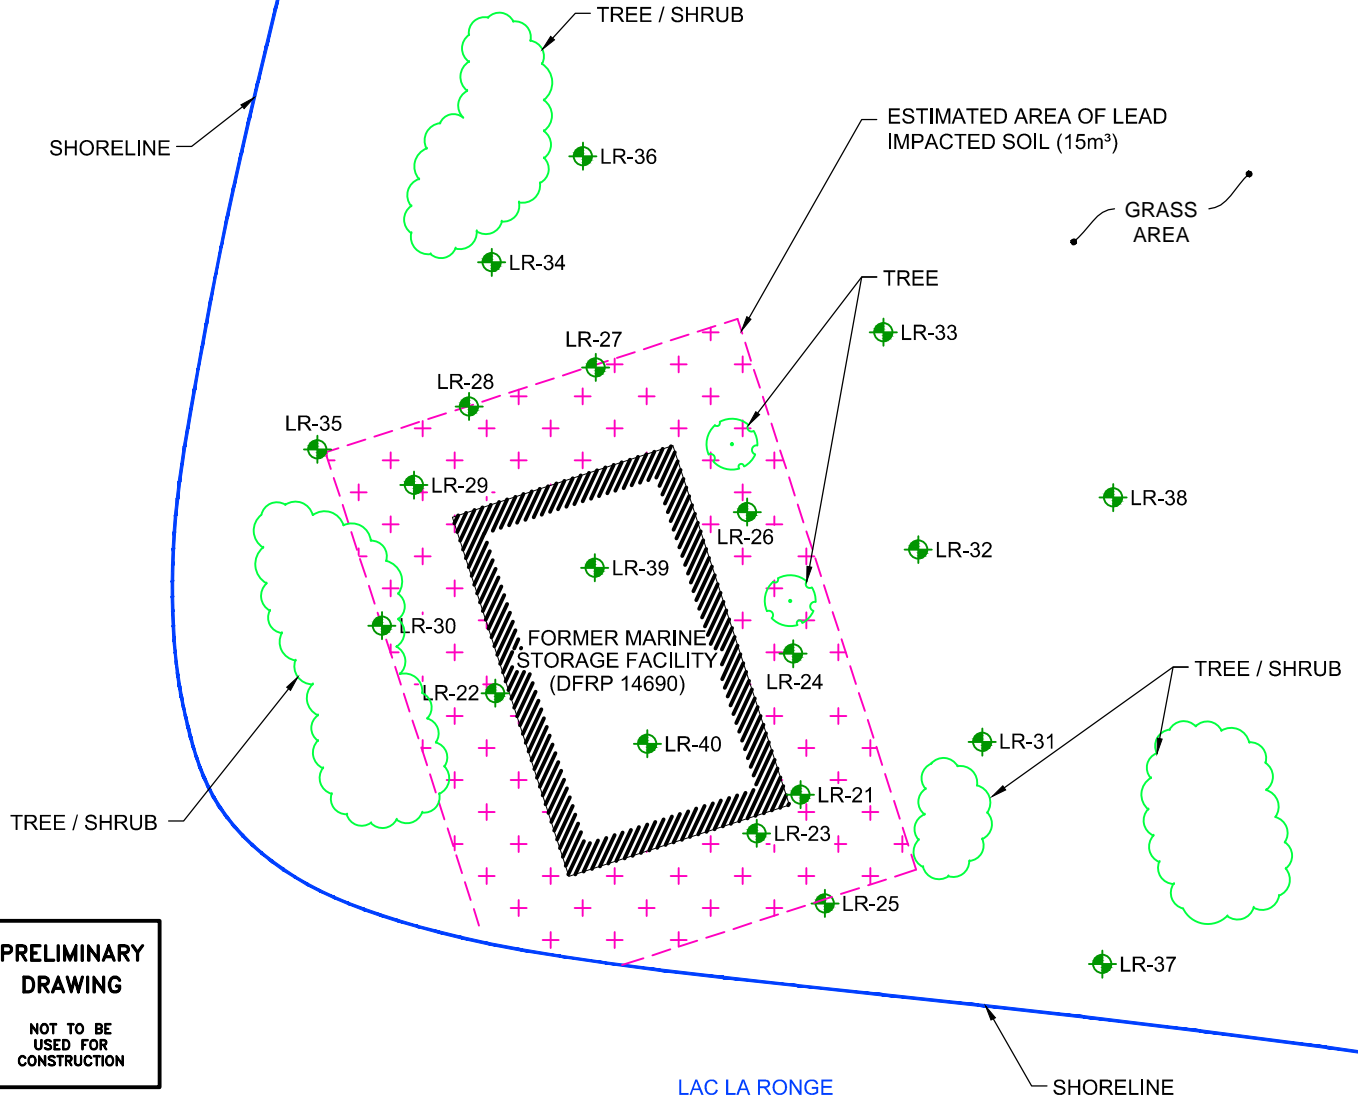 TREE / SHRUB
SHORELINE
ESTIMATED AREA OF LEAD
IMPACTED SOIL (15m³)
LR-36
GRASS
AREA
LR-34
TREE
LR-33
LR-27
LR-28
LR-35
LR-29
LR-38
LR-26
LR-32
LR-39
LR-30
FORMER MARINE
STORAGE FACILITY
(DFRP 14690)
LR-24
TREE / SHRUB
LR-22
LR-40
LR-31
LR-21
TREE / SHRUB
LR-23
LR-25
LR-37
PRELIMINARY
DRAWING
NOT TO BE
USED FOR
CONSTRUCTION
LAC LA RONGE
SHORELINE